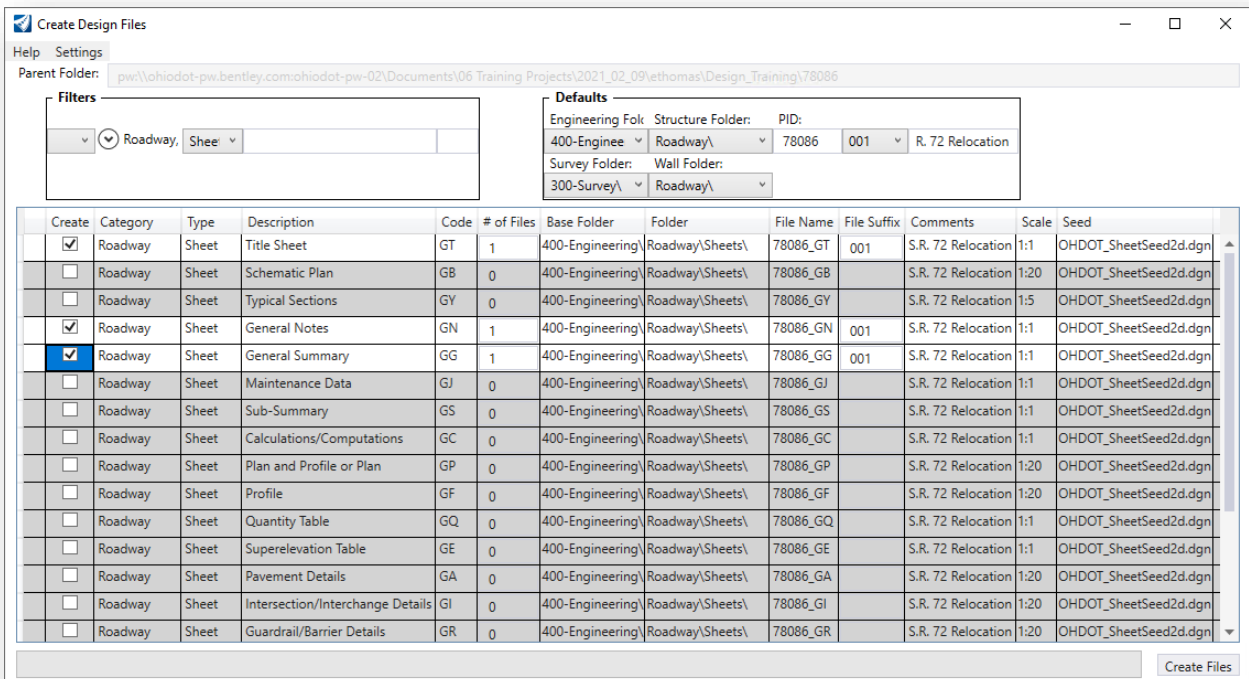 Create Design Files
Help Settings
Parent Folder: pw:\\ohiodot-pw.bentley.com:ohiodot-pw-02\Documents\06 Training Projects\2021_02_09\ethomas\Design_Training\78086
Filters
Roadway, Shee
Defaults
Engineering Folc Structure Folder: PID:
400-Enginee Roadway\ 78086 001 R. 72 Relocation
Survey Folder: Wall Folder:
300-Survey\ Roadway\
Create Category Type Description Code # of Files Base Folder Folder File Name File Suffix Comments Scale Seed
Roadway Sheet Title Sheet GT 1 400-Engineering\ Roadway\Sheets\ 78086_GT 001 S.R. 72 Relocation 1:1 OHDOT_SheetSeed2d.dgn
Roadway Sheet Schematic Plan GB 0 400-Engineering\ Roadway\Sheets\ 78086_GB S.R. 72 Relocation 1:20 OHDOT_SheetSeed2d.dgn
Roadway Sheet Typical Sections GY 0 400-Engineering\ Roadway\Sheets\ 78086_GY S.R. 72 Relocation 1:5 OHDOT_SheetSeed2d.dgn
Roadway Sheet General Notes GN 1 400-Engineering\ Roadway\Sheets\ 78086_GN 001 S.R. 72 Relocation 1:1 OHDOT_SheetSeed2d.dgn
Roadway Sheet General Summary GG 1 400-Engineering\ Roadway\Sheets\ 78086_GG 001 S.R. 72 Relocation 1:1 OHDOT_SheetSeed2d.dgn
Roadway Sheet Maintenance Data GJ 0 400-Engineering\ Roadway\Sheets\ 78086_GJ S.R. 72 Relocation 1:1 OHDOT_SheetSeed2d.dgn
Roadway Sheet Sub-Summary GS 0 400-Engineering\ Roadway\Sheets\ 78086_GS S.R. 72 Relocation 1:1 OHDOT_SheetSeed2d.dgn
Roadway Sheet Calculations/Computations GC 0 400-Engineering\ Roadway\Sheets\ 78086_GC S.R. 72 Relocation 1:1 OHDOT_SheetSeed2d.dgn
Roadway Sheet Plan and Profile or Plan GP 0 400-Engineering\ Roadway\Sheets\ 78086_GP S.R. 72 Relocation 1:20 OHDOT_SheetSeed2d.dgn
Roadway Sheet Profile GF 0 400-Engineering\ Roadway\Sheets\ 78086_GF S.R. 72 Relocation 1:20 OHDOT_SheetSeed2d.dgn
Roadway Sheet Quantity Table GQ 0 400-Engineering\ Roadway\Sheets\ 78086_GQ S.R. 72 Relocation 1:1 OHDOT_SheetSeed2d.dgn
Roadway Sheet Superelevation Table GE 0 400-Engineering\ Roadway\Sheets\ 78086_GE S.R. 72 Relocation 1:1 OHDOT_SheetSeed2d.dgn
Roadway Sheet Pavement Details GA 0 400-Engineering\ Roadway\Sheets\ 78086_GA S.R. 72 Relocation 1:20 OHDOT_SheetSeed2d.dgn
Roadway Sheet Intersection/Interchange Details GI 0 400-Engineering\ Roadway\Sheets\ 78086_GI S.R. 72 Relocation 1:20 OHDOT_SheetSeed2d.dgn
Roadway Sheet Guardrail/Barrier Details GR 0 400-Engineering\ Roadway\Sheets\ 78086_GR S.R. 72 Relocation 1:20 OHDOT_SheetSeed2d.dgn
Create Files